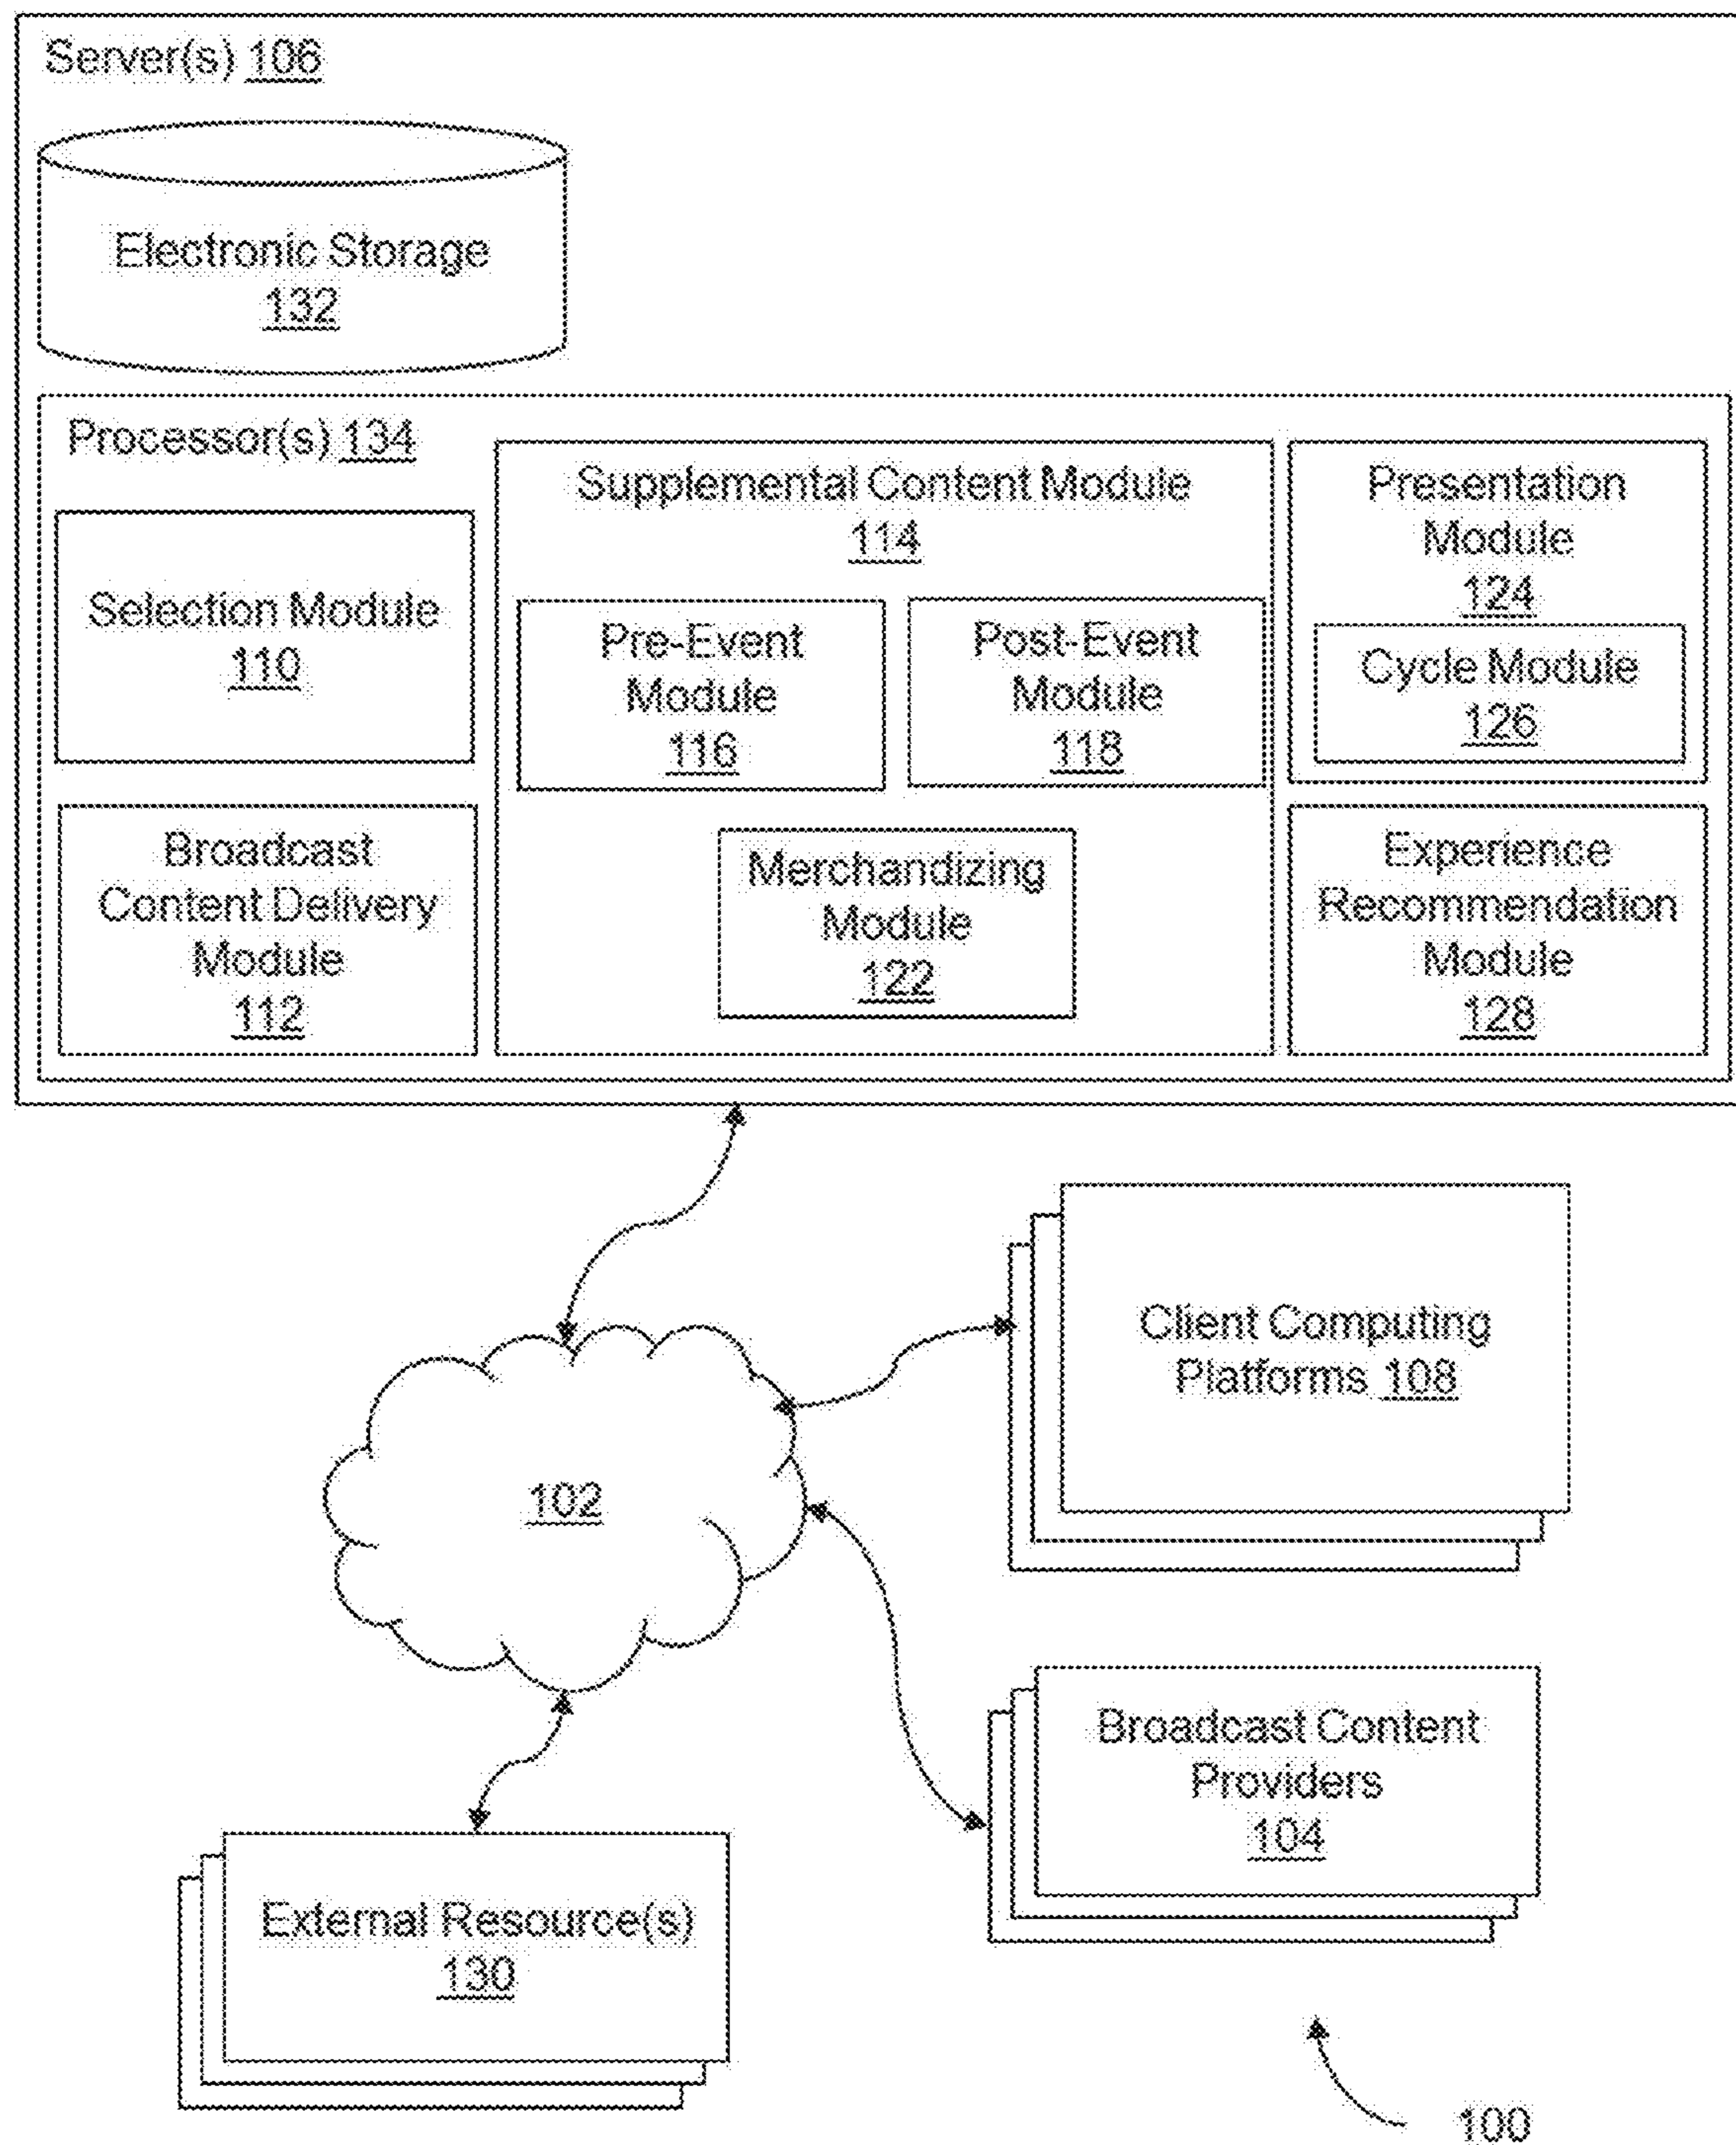 Server(s) 106
Electronic Storage
132
Processor(s) 134
Selection Module
110
Broadcast
Content Delivery
Module
112
Supplemental Content Module
114
Pre-Event
Module
116
Post-Event
Module
118
Merchandizing
Module
122
Presentation
Module
124
Cycle Module
126
Experience
Recommendation
Module
128
Client Computing
Platforms 108
102
Broadcast Content
Providers
104
External Resource(s)
130
100